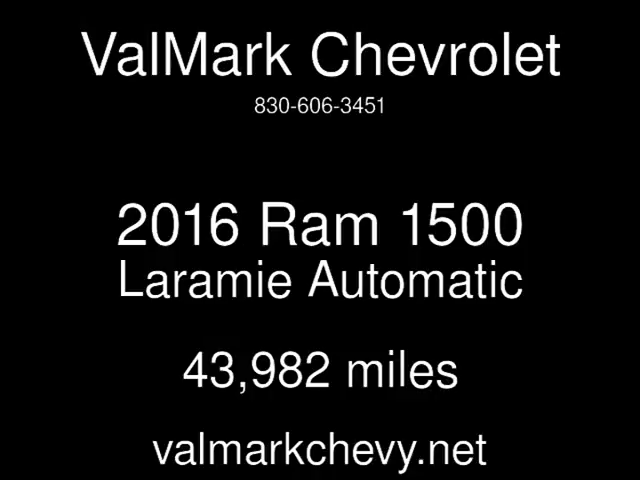 ValMark Chevrolet
830-606-3451
2016 Ram 1500
Laramie Automatic
43,982 miles
valmarkchevy.net